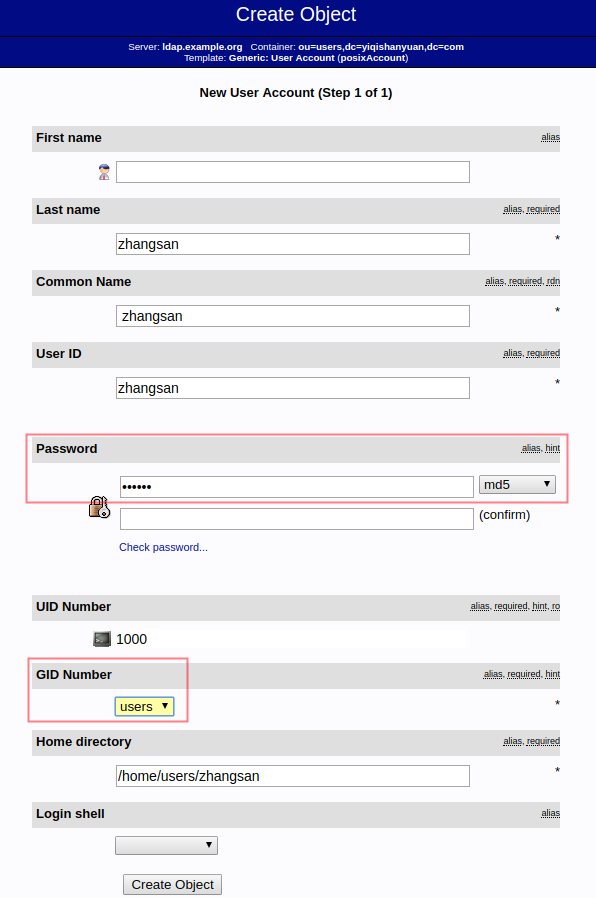 Create Object
Server: ldap.example.org Container: ou=users,dc=yiqishanyuan,dc=com
Template: Generic: User Account (posixAccount)
New User Account (Step 1 of 1)
First name alias
Last name alias, required
zhangsan *
Common Name alias, required, rdn
zhangsan *
User ID alias, required
zhangsan *
Password alias, hint
•••••• md5
(confirm)
Check password...
UID Number alias, required, hint, ro
1000
GID Number alias, required, hint
users *
Home directory alias, required
/home/users/zhangsan *
Login shell alias
Create Object